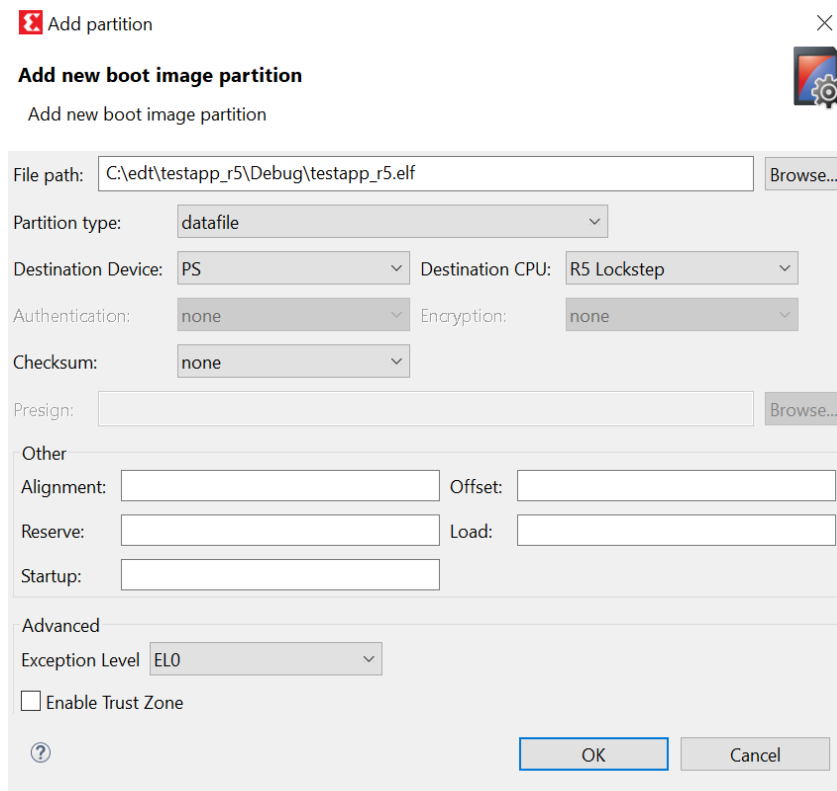 Add partition
Add new boot image partition
Add new boot image partition
File path: C:\edt\testapp_r5\Debug\testapp_r5.elf Browse...
Partition type: datafile
Destination Device: PS Destination CPU: R5 Lockstep
Authentication: none Encryption: none
Checksum: none
Presign: Browse...
Other
Alignment: Offset:
Reserve: Load:
Startup:
Advanced
Exception Level EL0
Enable Trust Zone
? OK Cancel